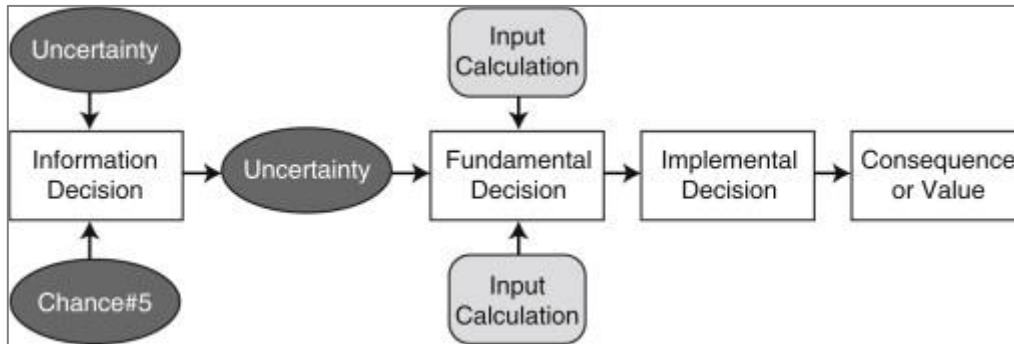 Uncertainty
Input
Calculation
Information
Decision
Uncertainty
Fundamental
Decision
Implemental
Decision
Consequence
or Value
Chance#5
Input
Calculation